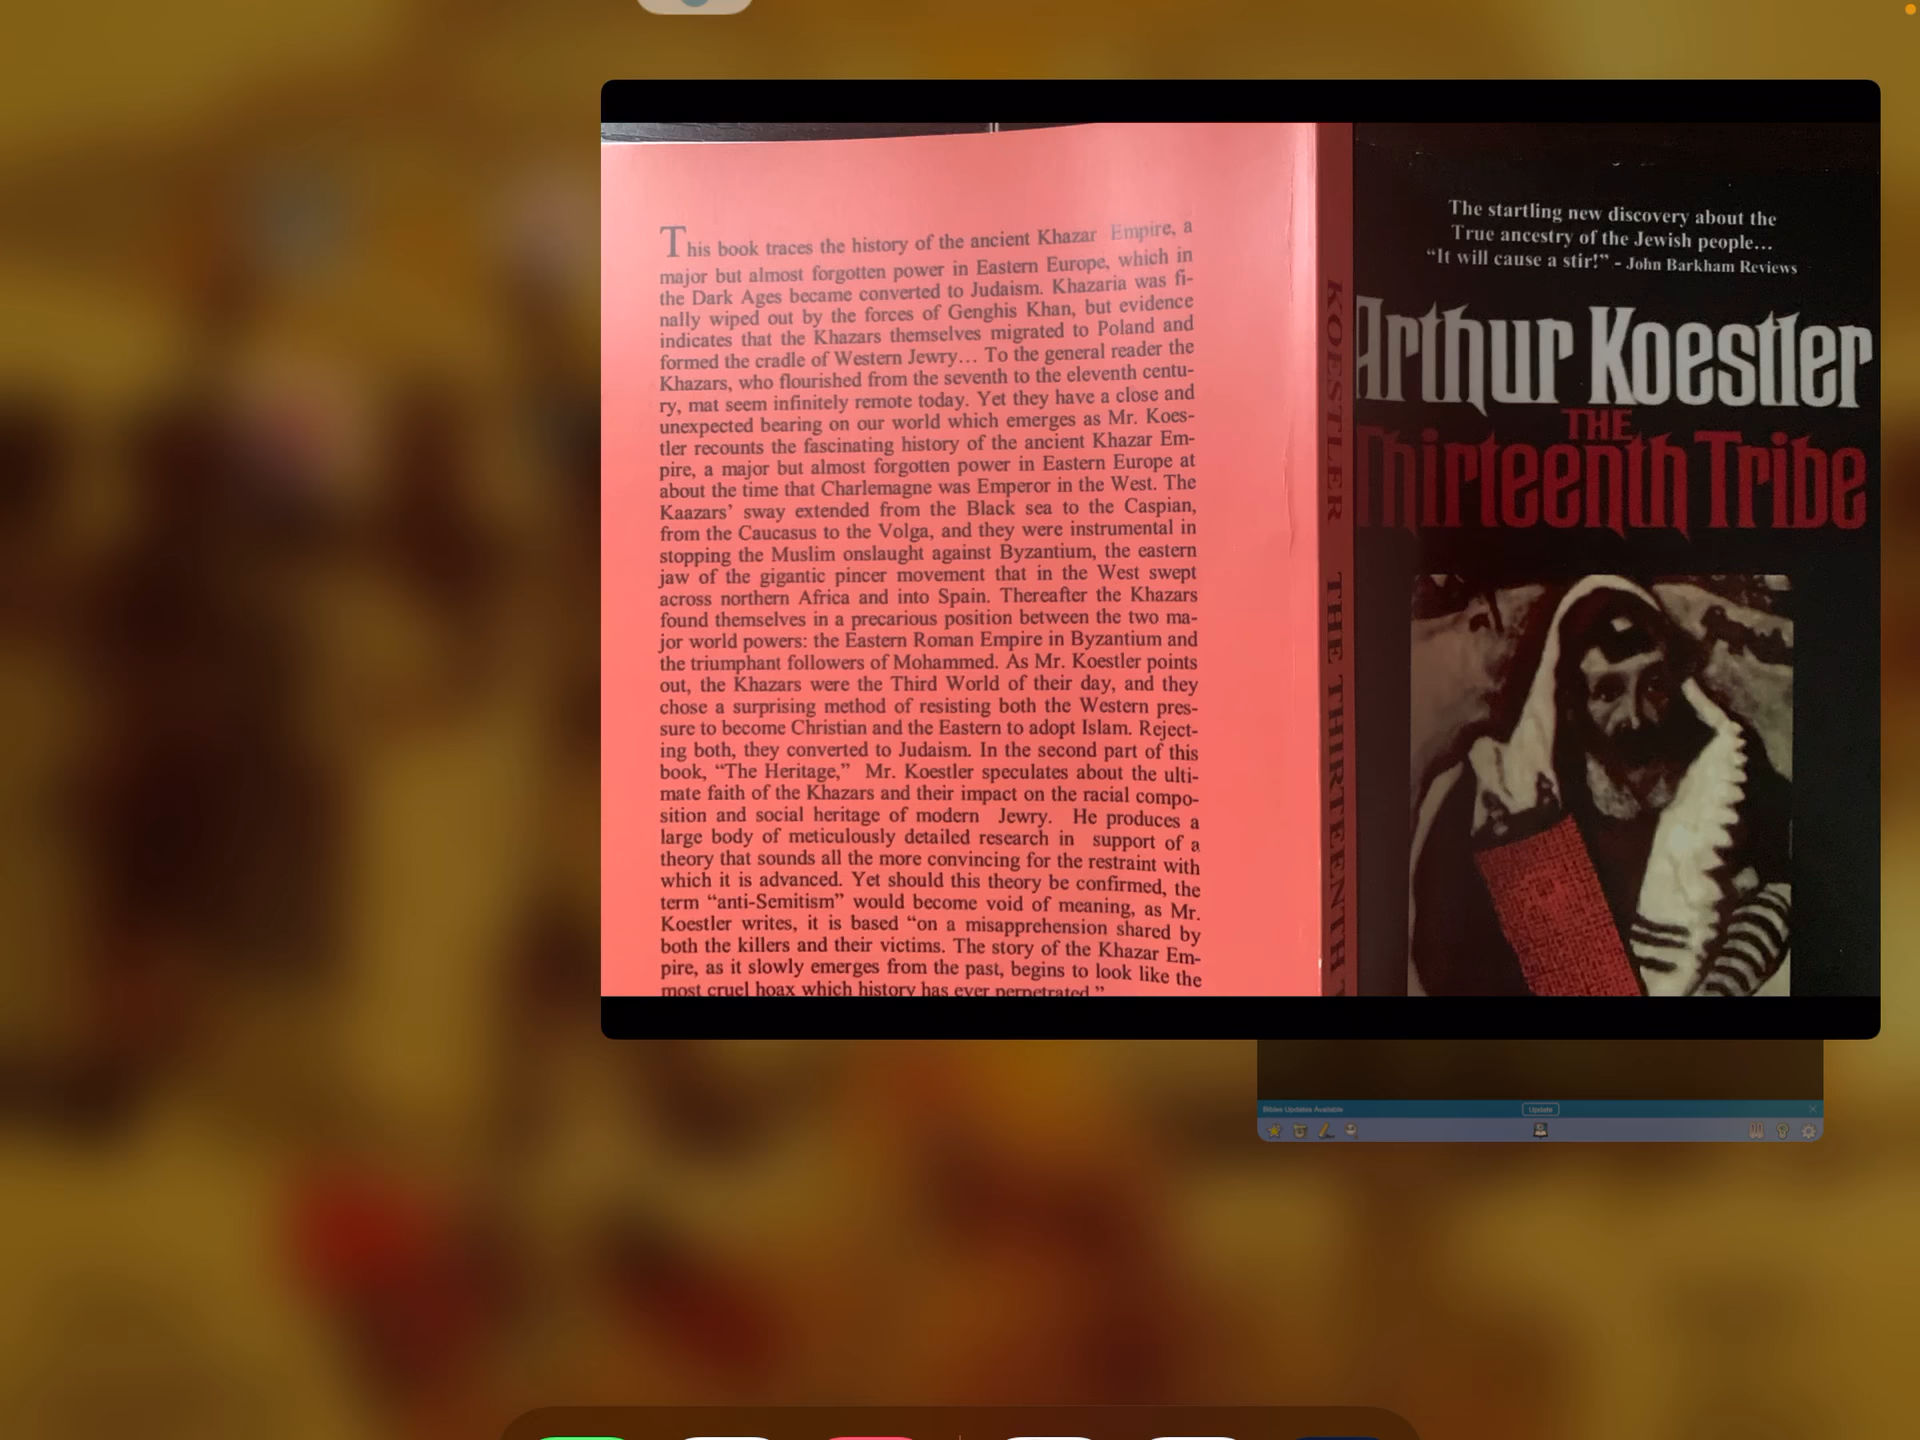 This book traces the history of the ancient Khazar Empire, a
major but almost forgotten power in Eastern Europe, which in
the Dark Ages became converted to Judaism. Khazaria was fi-
nally wiped out by the forces of Genghis Khan, but evidence
indicates that the Khazars themselves migrated to Poland and
formed the cradle of Western Jewry... To the general reader the
Khazars, who flourished from the seventh to the eleventh centu-
ry, mat seem infinitely remote today. Yet they have a close and
unexpected bearing on our world which emerges as Mr. Koes-
tler recounts the fascinating history of the ancient Khazar Em-
pire, a major but almost forgotten power in Eastern Europe at
about the time that Charlemagne was Emperor in the West. The
Kaazars' sway extended from the Black sea to the Caspian,
from the Caucasus to the Volga, and they were instrumental in
stopping the Muslim onslaught against Byzantium, the eastern
jaw of the gigantic pincer movement that in the West swept
across northern Africa and into Spain. Thereafter the Khazars
found themselves in a precarious position between the two ma-
jor world powers: the Eastern Roman Empire in Byzantium and
the triumphant followers of Mohammed. As Mr. Koestler points
out, the Khazars were the Third World of their day, and they
chose a surprising method of resisting both the Western pres-
sure to become Christian and the Eastern to adopt Islam. Reject-
ing both, they converted to Judaism. In the second part of this
book, “The Heritage,” Mr. Koestler speculates about the ulti-
mate faith of the Khazars and their impact on the racial compo-
sition and social heritage of modern Jewry. He produces a
large body of meticulously detailed research in support of a
theory that sounds all the more convincing for the restraint with
which it is advanced. Yet should this theory be confirmed, the
term “anti-Semitism” would become void of meaning, as Mr.
Koestler writes, it is based “on a misapprehension shared by
both the killers and their victims. The story of the Khazar Em-
pire, as it slowly emerges from the past, begins to look like the
most cruel hoax which history has ever perpetrated.”
KOESTLER THE THIRTEENTH
The startling new discovery about the
True ancestry of the Jewish people...
“It will cause a stir!” - John Barkham Reviews
Arthur Koestler
THE
Thirteenth Tribe
Bibles Updates Available
Update